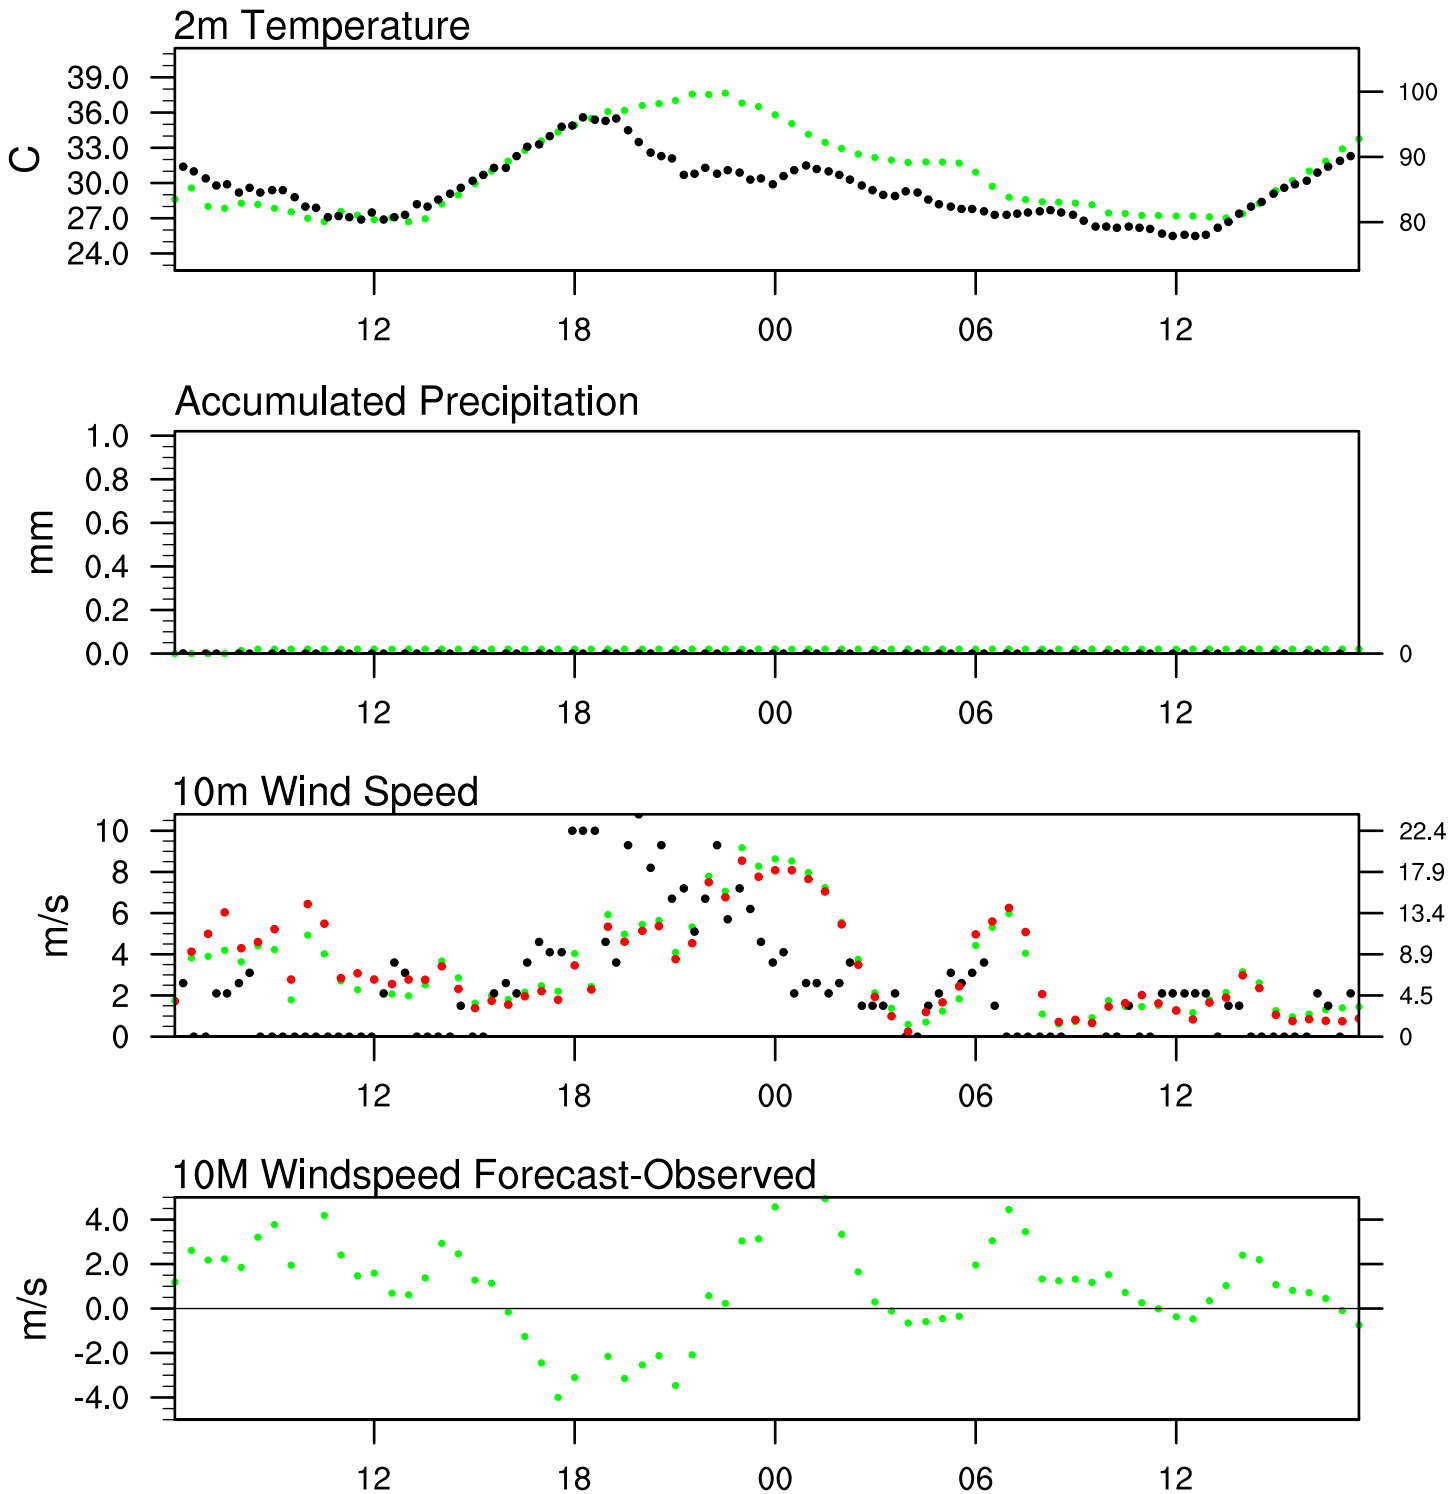 2m Temperature
39.0
36.0
33.0
30.0
27.0
24.0
C
100
90
80
12 18 00 06 12
Accumulated Precipitation
1.0
0.8
0.6
0.4
0.2
0.0
mm
0
12 18 00 06 12
10m Wind Speed
10
8
6
4
2
0
m/s
22.4
17.9
13.4
8.9
4.5
0
12 18 00 06 12
10M Windspeed Forecast-Observed
4.0
2.0
0.0
-2.0
-4.0
m/s
12 18 00 06 12